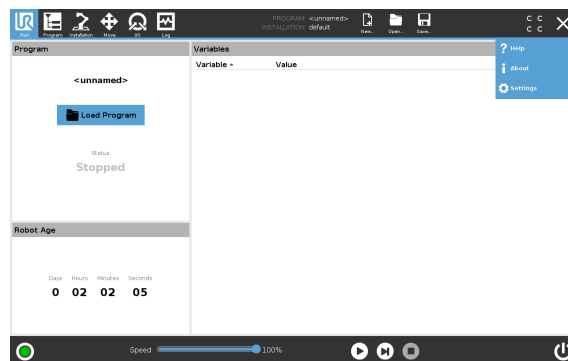 UR
Run
Program
Installation
Move
I/O
Log
PROGRAM <unnamed>
INSTALLATION default
New...
Open...
Save...
C C
C C
Program
<unnamed>
Load Program
Status
Stopped
Variables
Variable
Value
? Help
i About
Settings
Robot Age
Days Hours Minutes Seconds
0 02 02 05
Speed 100%